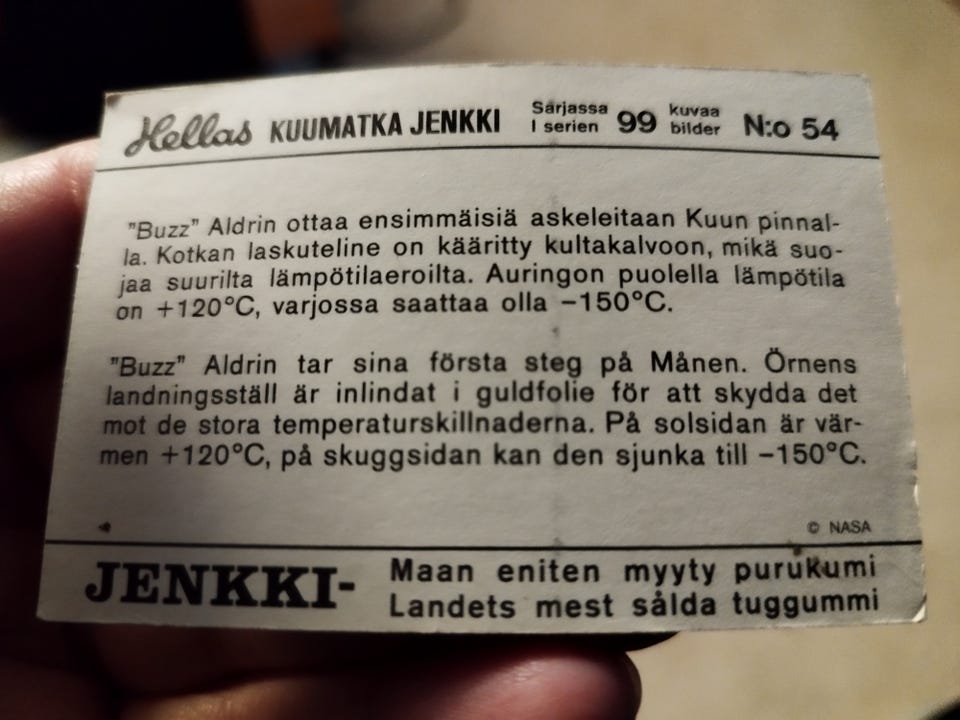 Hellas KUUMATKA JENKKI Sarjassa 99 kuvaa N:o 54
I serien bilder
"Buzz" Aldrin ottaa ensimmäisiä askeleitaan Kuun pinnal-
la. Kotkan laskuteline on kääritty kultakalvoon, mikä suo-
jaa suurilta lämpötilaeroilta. Auringon puolella lämpötila
on +120°C, varjossa saattaa olla −150°C.
"Buzz" Aldrin tar sina första steg på Månen. Örnens
landningsställ är inlindat i guldfolie för att skydda det
mot de stora temperaturskillnaderna. På solsidan är vär-
men +120°C, på skuggsidan kan den sjunka till −150°C.
© NASA
JENKKI- Maan eniten myyty purukumi
Landets mest sålda tuggummi